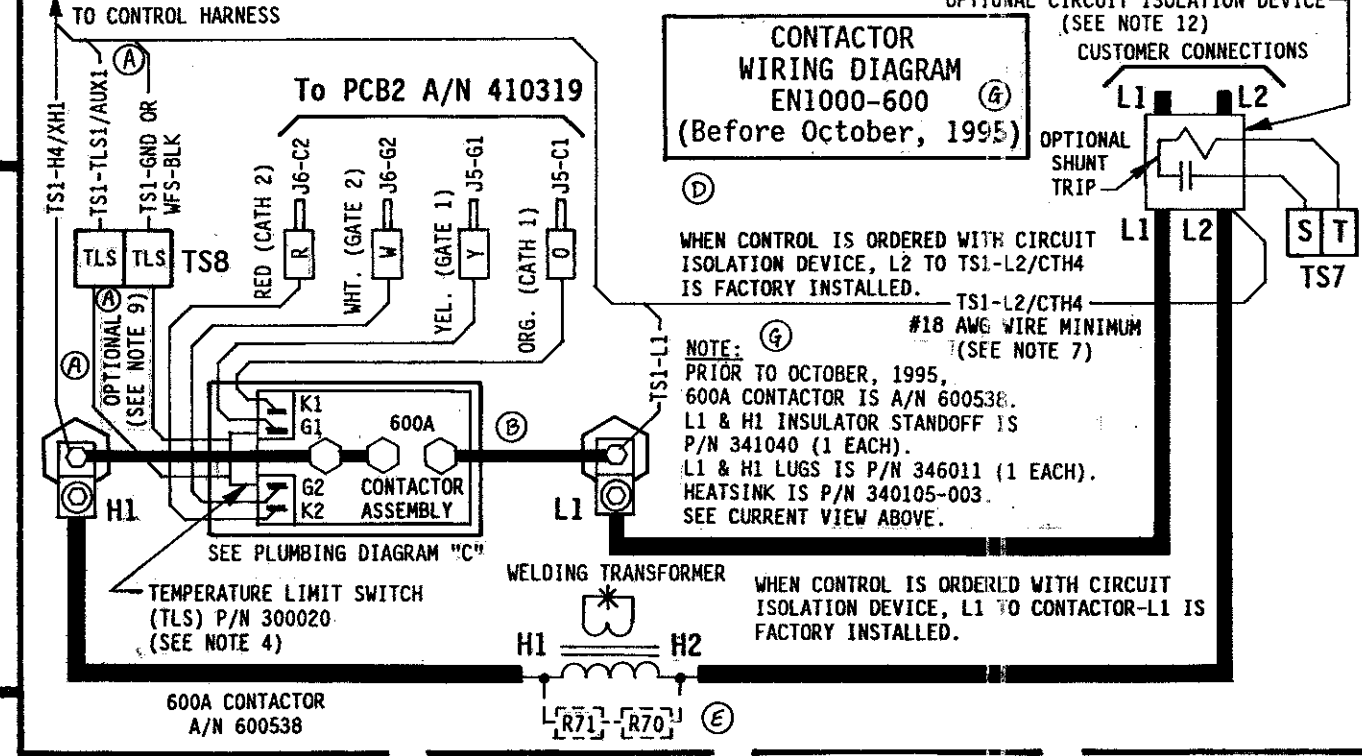 TO CONTROL HARNESS
OPTIONAL CIRCUIT ISOLATION DEVICE
(SEE NOTE 12)
CUSTOMER CONNECTIONS
L1 L2
CONTACTOR
WIRING DIAGRAM
EN1000-600 G
(Before October, 1995)
To PCB2 A/N 410319
A
TS1-H4/XH1
TS1-TLS1/AUX1
TS1-GND OR
WFS-BLK
RED (CATH 2)
R
J6-C2
WHT. (GATE 2)
W
J6-G2
YEL. (GATE 1)
Y
J5-G1
ORG. (CATH 1)
O
J5-C1
OPTIONAL
SHUNT
TRIP
D
L1 L2
S T
TS7
TLS TLS TS8
WHEN CONTROL IS ORDERED WITH CIRCUIT
ISOLATION DEVICE, L2 TO TS1-L2/CTH4
IS FACTORY INSTALLED.
TS1-L2/CTH4
#18 AWG WIRE MINIMUM
(SEE NOTE 7)
A
A
OPTIONAL
(SEE NOTE 9)
TS1-L1
NOTE: G
PRIOR TO OCTOBER, 1995,
600A CONTACTOR IS A/N 600538.
L1 & H1 INSULATOR STANDOFF IS
P/N 341040 (1 EACH).
L1 & H1 LUGS IS P/N 346011 (1 EACH).
HEATSINK IS P/N 340105-003.
SEE CURRENT VIEW ABOVE.
K1
G1
600A
B
G2
K2
CONTACTOR
ASSEMBLY
H1
L1
SEE PLUMBING DIAGRAM "C"
TEMPERATURE LIMIT SWITCH
(TLS) P/N 300020
(SEE NOTE 4)
WELDING TRANSFORMER
H1 H2
WHEN CONTROL IS ORDERED WITH CIRCUIT
ISOLATION DEVICE, L1 TO CONTACTOR-L1 IS
FACTORY INSTALLED.
600A CONTACTOR
A/N 600538
R71 R70 E